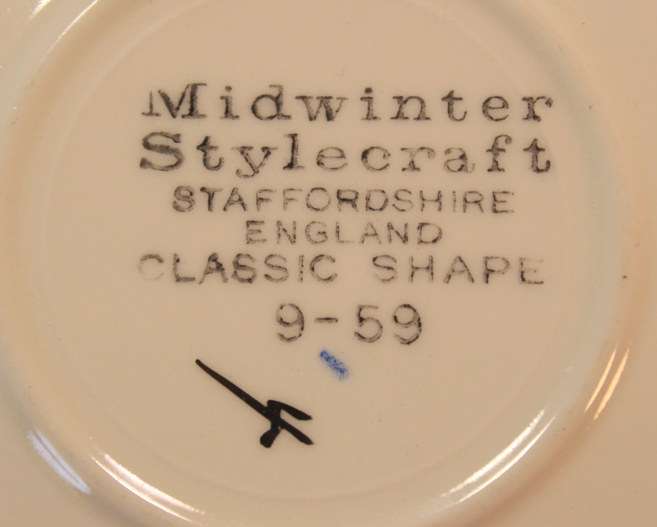 Midwinter
Stylecraft
STAFFORDSHIRE
ENGLAND
CLASSIC SHAPE
9-59